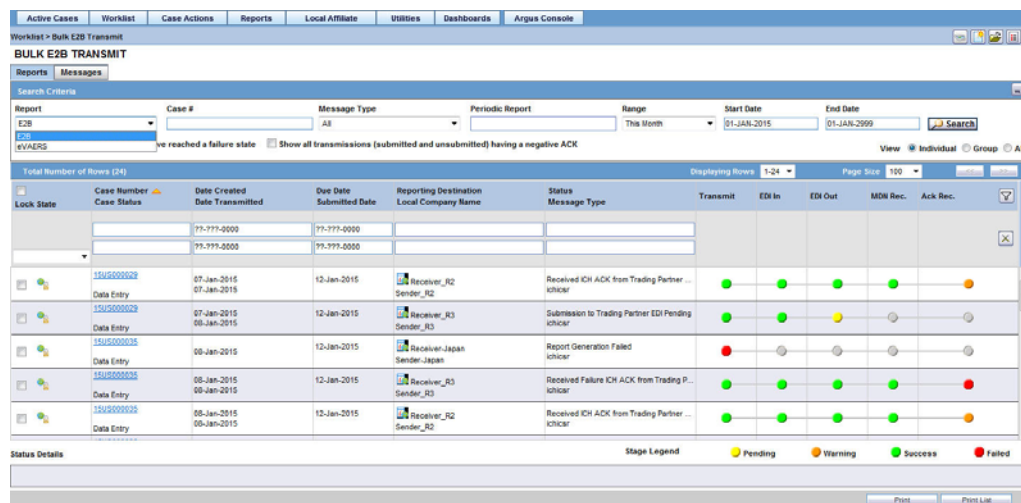 Active Cases Worklist Case Actions Reports Local Affiliate Utilities Dashboards Argus Console
Worklist > Bulk E2B Transmit
BULK E2B TRANSMIT
Reports Messages
Search Criteria
Report Case # Message Type Periodic Report Range Start Date End Date
E2B All This Month 01-JAN-2015 01-JAN-2999 Search
E2B
eVAERS ve reached a failure state Show all transmissions (submitted and unsubmitted) having a negative ACK View Individual Group A
Total Number of Rows (24) Displaying Rows 1-24 Page Size 100
Lock State Case Number Date Created Due Date Reporting Destination Status Transmit EDI In EDI Out MDN Rec. Ack Rec.
Case Status Date Transmitted Submitted Date Local Company Name Message Type
??-???-0000 ??-???-0000
??-???-0000 ??-???-0000
15US000029 07-Jan-2015 12-Jan-2015 Receiver_R2 Received ICH ACK from Trading Partner ...
Data Entry 07-Jan-2015 Sender_R2 ichicsr
15US000029 07-Jan-2015 12-Jan-2015 Receiver_R3 Submission to Trading Partner EDI Pending
Data Entry 08-Jan-2015 Sender_R3 ichicsr
15US000035 08-Jan-2015 12-Jan-2015 Receiver-Japan Report Generation Failed
Data Entry Sender-Japan ichicsr
15US000035 08-Jan-2015 12-Jan-2015 Receiver_R3 Received Failure ICH ACK from Trading P...
Data Entry 08-Jan-2015 Sender_R3 ichicsr
15US000035 08-Jan-2015 12-Jan-2015 Receiver_R2 Received ICH ACK from Trading Partner ...
Data Entry 08-Jan-2015 Sender_R2 ichicsr
Status Details Stage Legend Pending Warning Success Failed
Print Print List